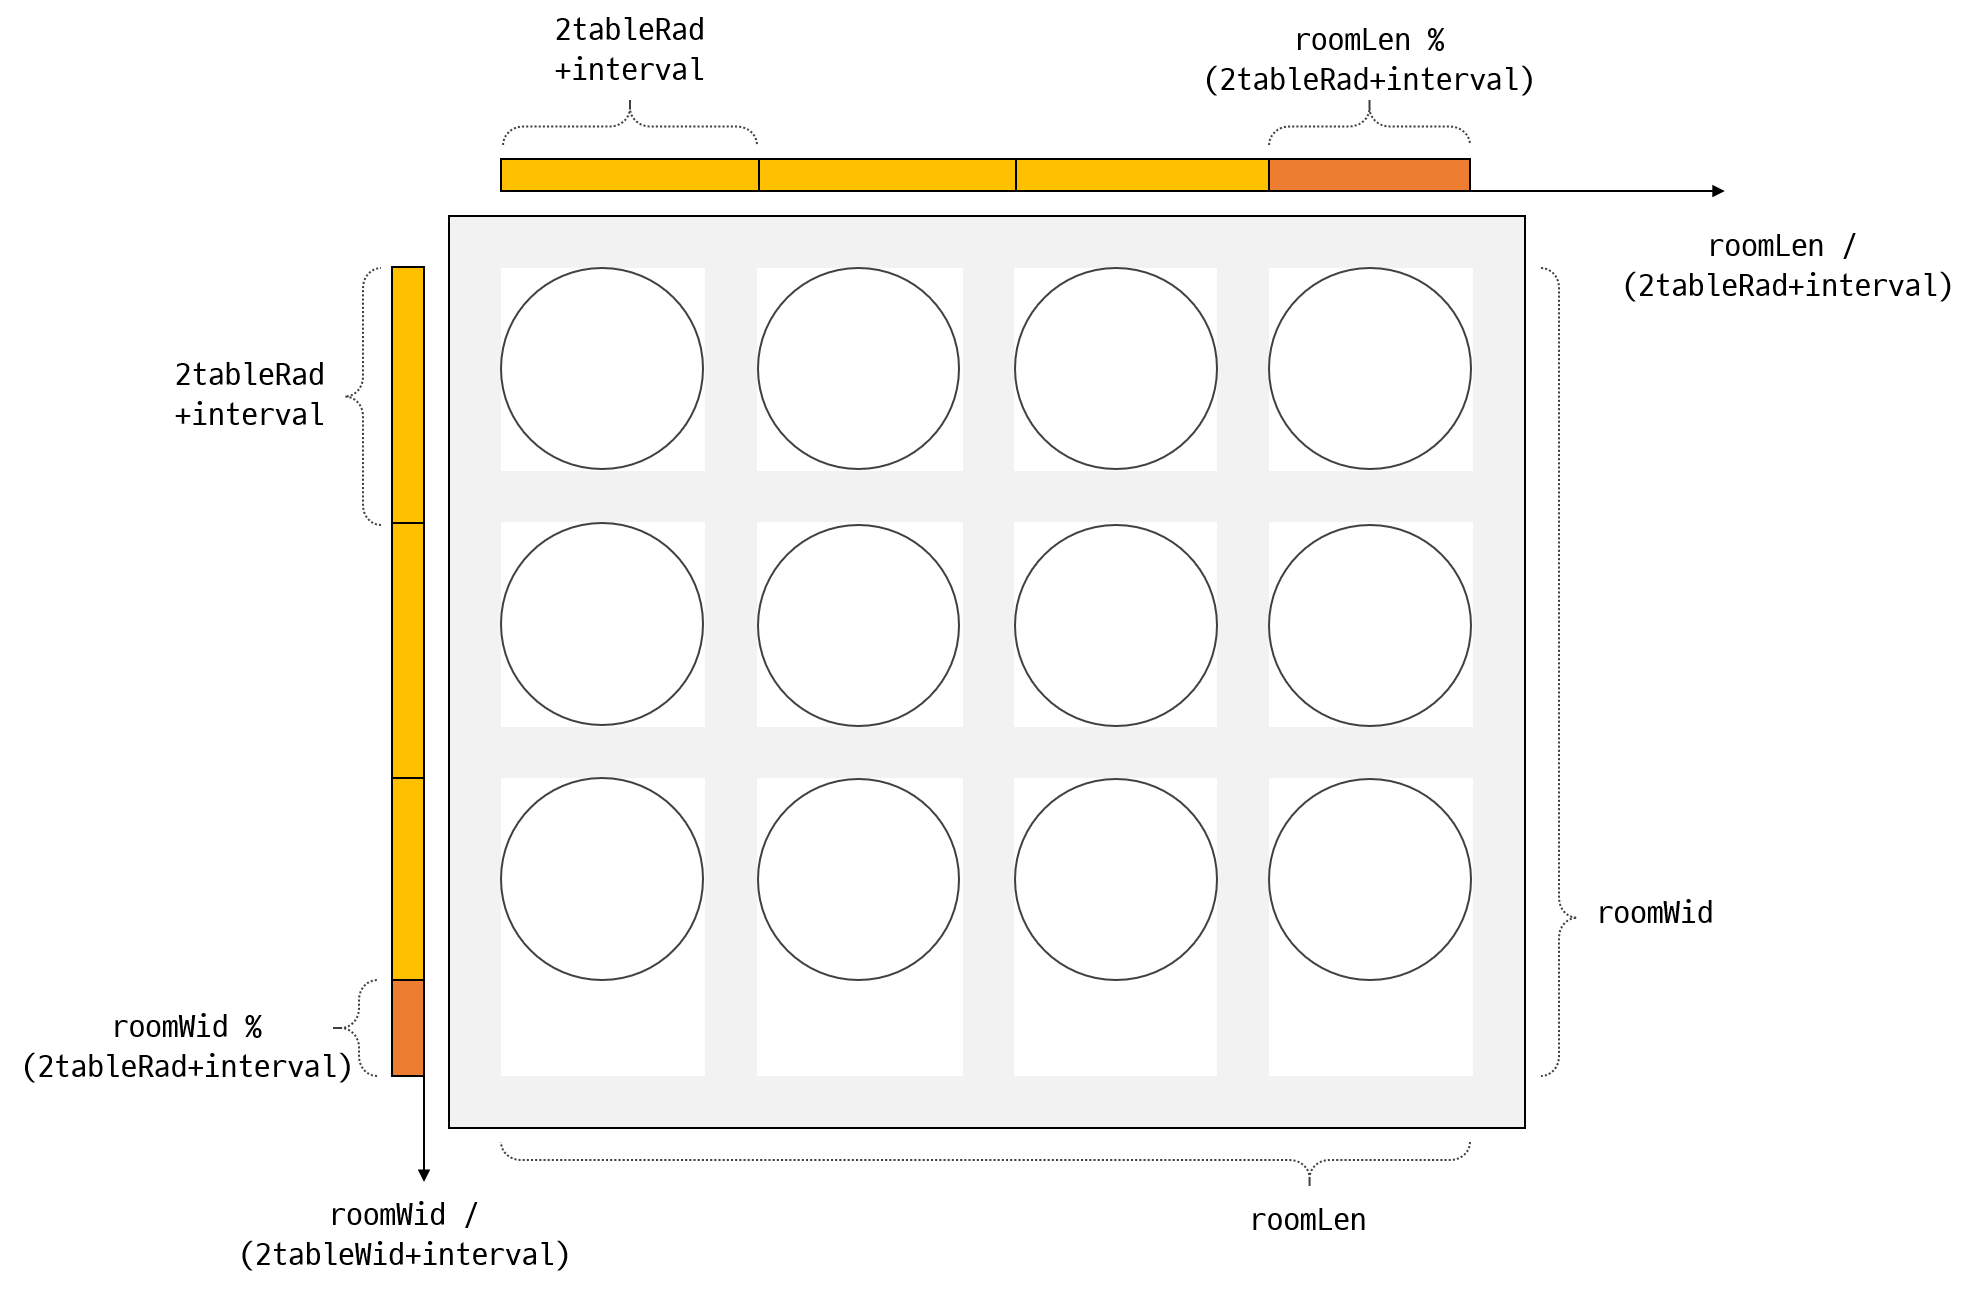 2tableRad
+interval
roomLen %
(2tableRad+interval)
roomLen /
(2tableRad+interval)
2tableRad
+interval
roomWid
roomWid %
(2tableRad+interval)
roomWid /
(2tableWid+interval)
roomLen